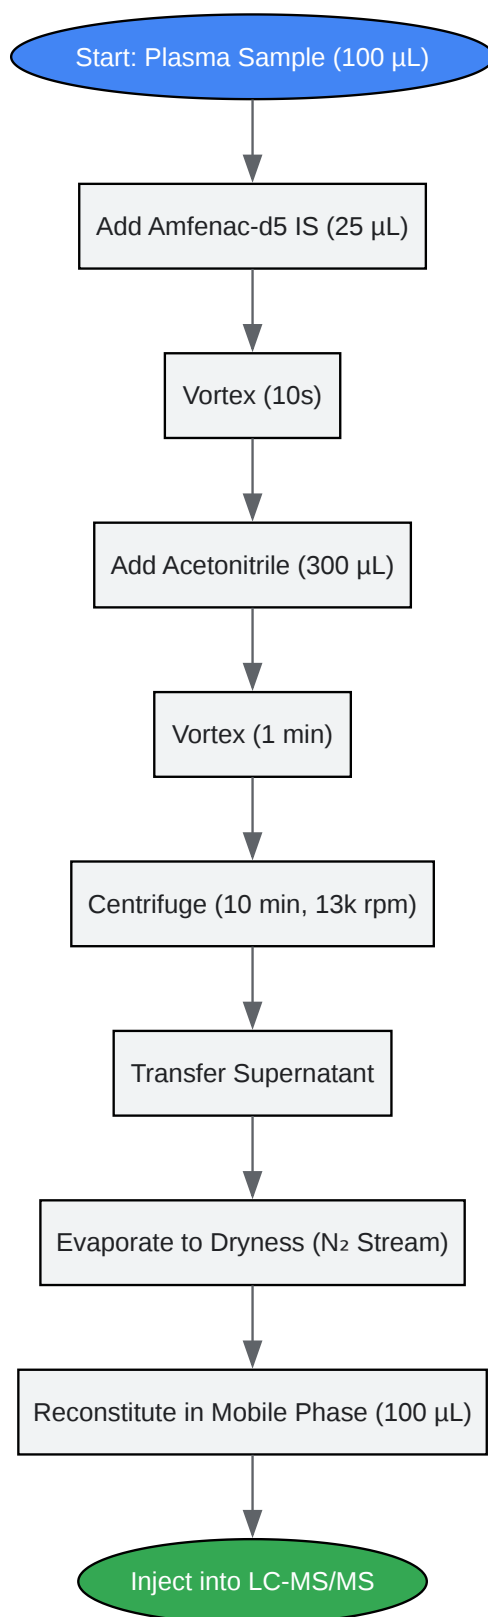 Start: Plasma Sample (100 µL)
Add Amfenac-d5 IS (25 µL)
Vortex (10s)
Add Acetonitrile (300 µL)
Vortex (1 min)
Centrifuge (10 min, 13k rpm)
Transfer Supernatant
Evaporate to Dryness (N₂ Stream)
Reconstitute in Mobile Phase (100 µL)
Inject into LC-MS/MS